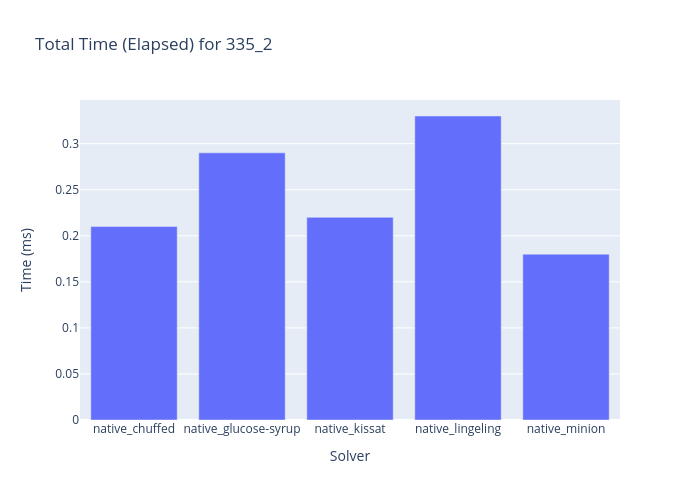 Total Time (Elapsed) for 335_2
Time (ms)
0.3
0.25
0.2
0.15
0.1
0.05
0
native_chuffed native_glucose-syrup native_kissat native_lingeling native_minion
Solver